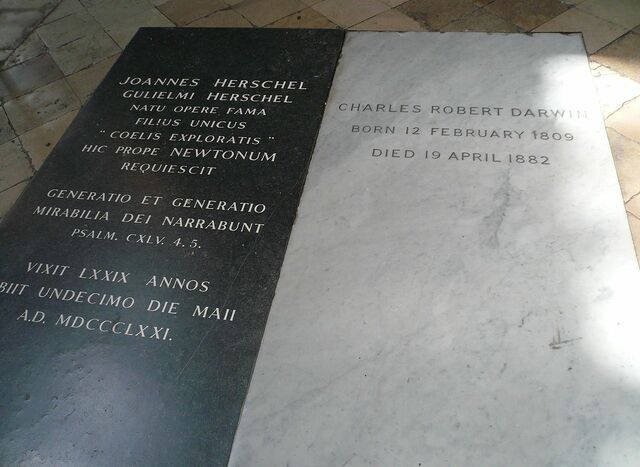 JOANNES HERSCHEL
GULIELMI HERSCHEL
NATU OPERE FAMA
FILIUS UNICUS
"COELIS EXPLORATIS"
HIC PROPE NEWTONUM
REQUIESCIT
GENERATIO ET GENERATIO
MIRABILIA DEI NARRABUNT
PSALM. CXLV. 4. 5.
VIXIT LXXIX ANNOS
BIIT UNDECIMO DIE MAII
A.D. MDCCCLXXI.
CHARLES ROBERT DARWIN
BORN 12 FEBRUARY 1809
DIED 19 APRIL 1882